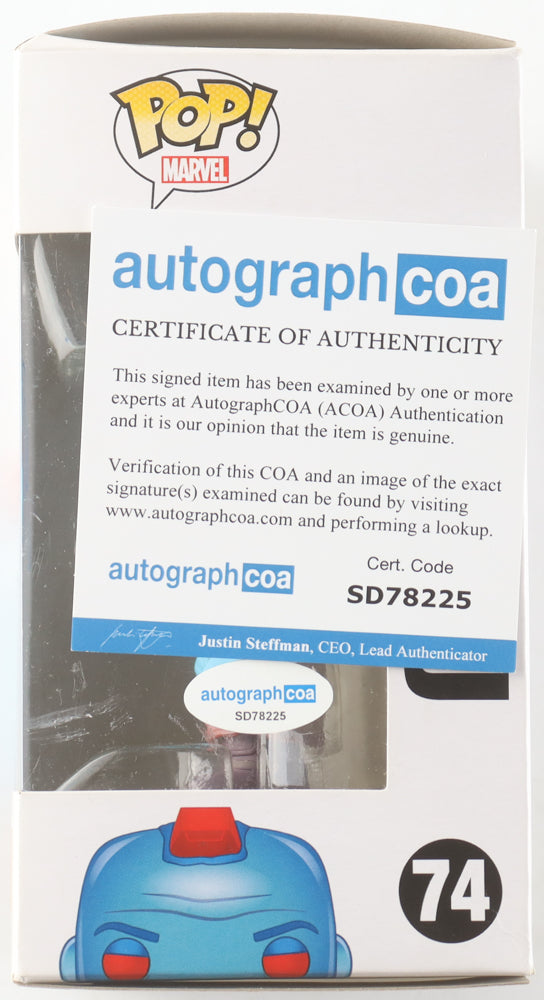 POP!
MARVEL
autographcoa
CERTIFICATE OF AUTHENTICITY
This signed item has been examined by one or more
experts at AutographCOA (ACOA) Authentication
and it is our opinion that the item is genuine.
Verification of this COA and an image of the exact
signature(s) examined can be found by visiting
www.autographcoa.com and performing a lookup.
autographcoa
Cert. Code
SD78225
Justin Steffman, CEO, Lead Authenticator
autographcoa
SD78225
74